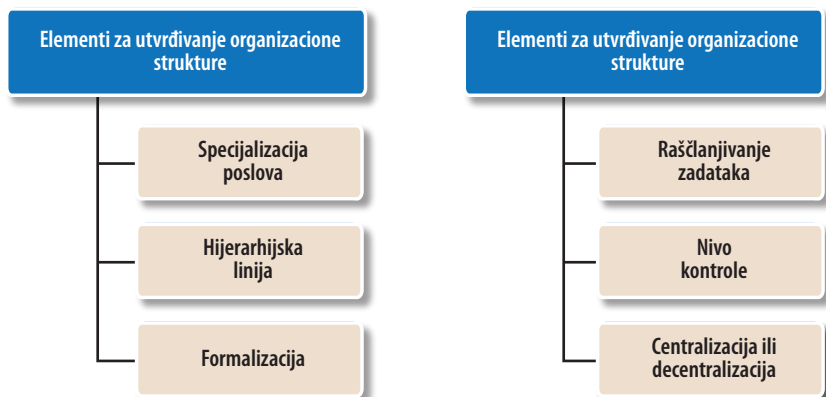 Elementi za utvrđivanje organizacione
strukture
Specijalizacija
poslova
Hijerarhijska
linija
Formalizacija
Elementi za utvrđivanje organizacione
strukture
Raščlanjivanje
zadataka
Nivo
kontrole
Centralizacija ili
decentralizacija